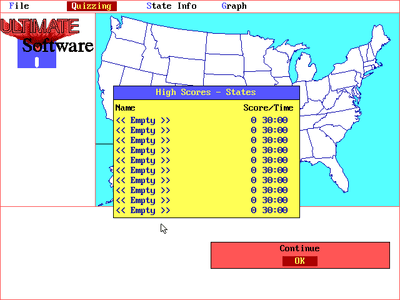 File Quizzing State Info Graph
ULTIMATE
Software
High Scores - States
Name Score/Time
<< Empty >> 0 30:00
<< Empty >> 0 30:00
<< Empty >> 0 30:00
<< Empty >> 0 30:00
<< Empty >> 0 30:00
<< Empty >> 0 30:00
<< Empty >> 0 30:00
<< Empty >> 0 30:00
<< Empty >> 0 30:00
<< Empty >> 0 30:00
Continue
OK